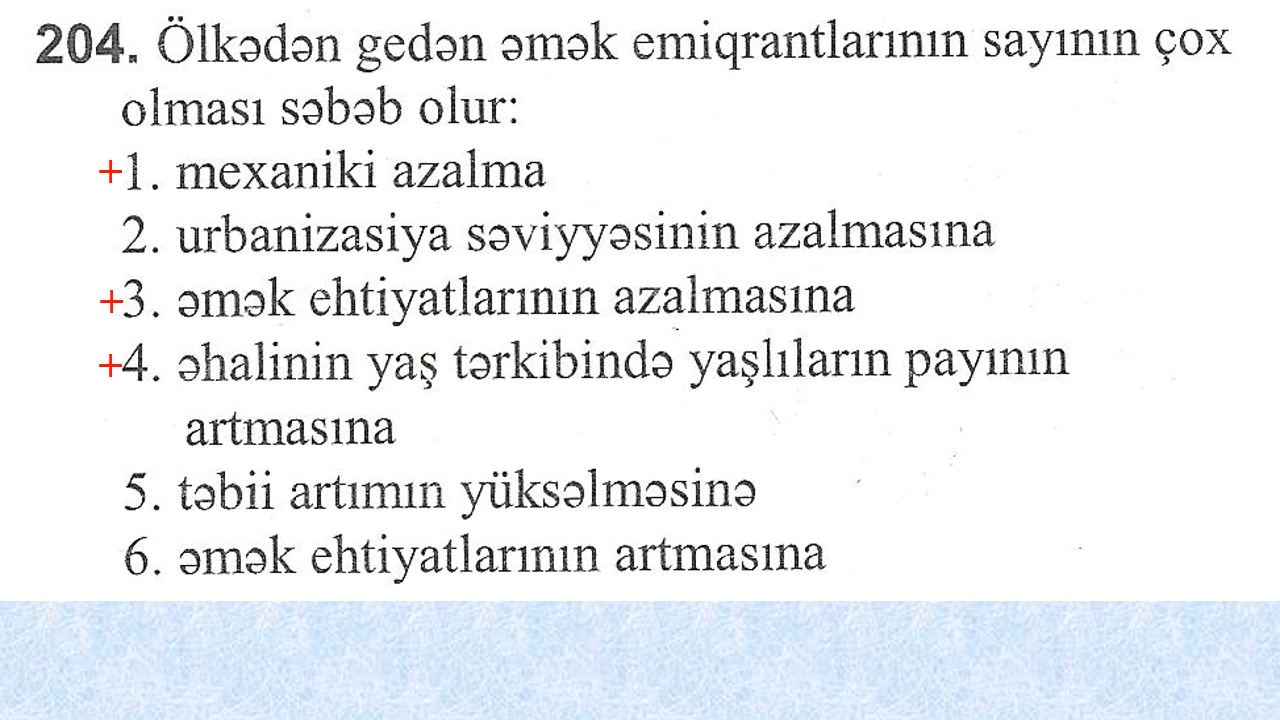 204. Ölkədən gedən əmək emiqrantlarının sayının çox
olması səbəb olur:
+1. mexaniki azalma
2. urbanizasiya səviyyəsinin azalmasına
+3. əmək ehtiyatlarının azalmasına
+4. əhalinin yaş tərkibində yaşlıların payının
artmasına
5. təbii artımın yüksəlməsinə
6. əmək ehtiyatlarının artmasına